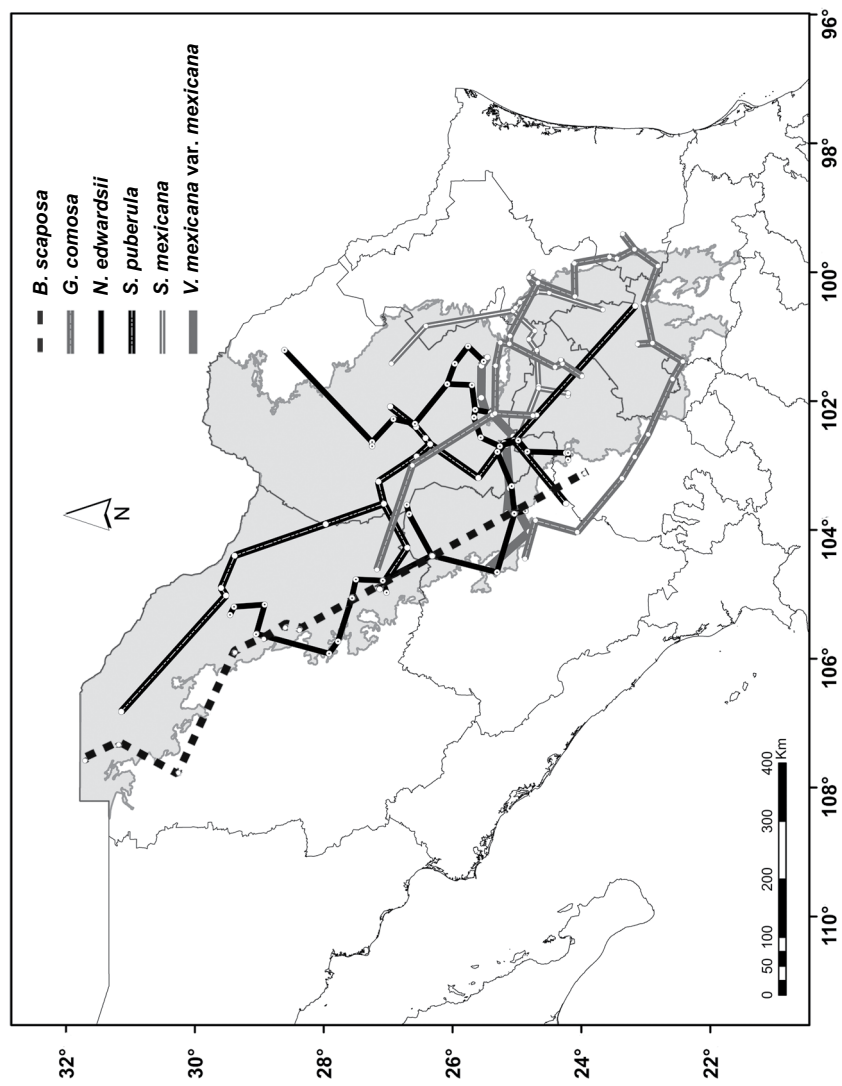 B. scaposa
G. comosa
N. edwardsii
S. puberula
S. mexicana
V. mexicana var. mexicana
N
32°
30°
28°
26°
24°
22°
110°
108°
106°
104°
102°
100°
98°
96°
0 50 100 200 300 400
Km